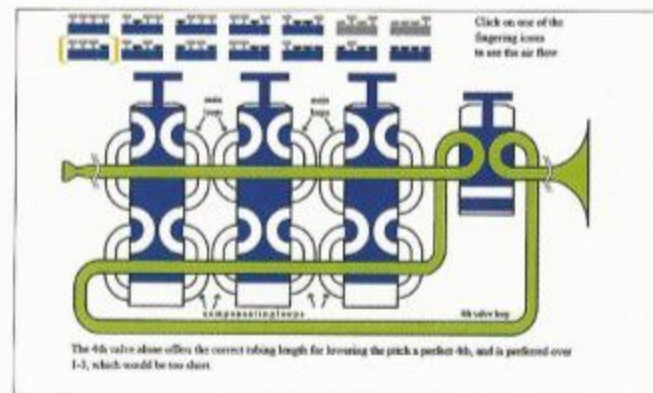 Click on one of the
fingering icons
to see the air flow
main
loops
main
loops
compensating loops
4th valve loop
The 4th valve alone offers the correct tubing length for lowering the pitch a perfect 4th, and is preferred over
1-3, which would be too short.